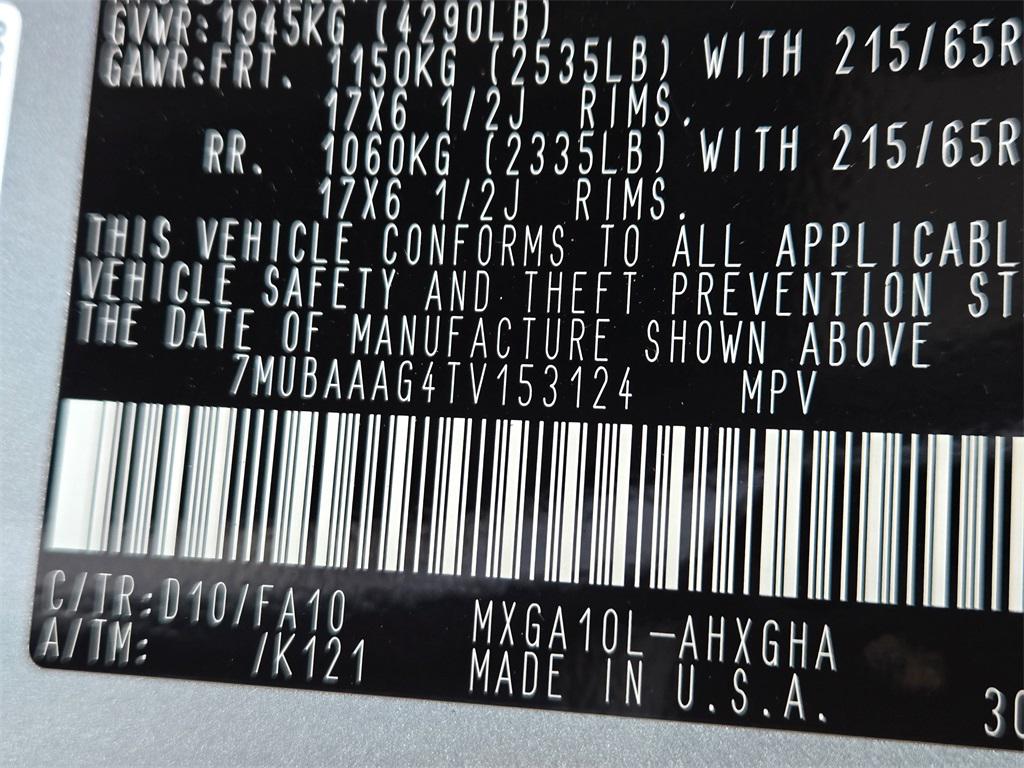 GVWR:1945KG (4290LB)
GAWR:FRT. 1150KG (2535LB) WITH 215/65R
17X6 1/2J RIMS.
RR. 1060KG (2335LB) WITH 215/65R
17X6 1/2J RIMS.
THIS VEHICLE CONFORMS TO ALL APPLICABL
VEHICLE SAFETY AND THEFT PREVENTION ST
THE DATE OF MANUFACTURE SHOWN ABOVE
7MUBAAAG4TV153124 MPV
C/TR:D10/FA10 MXGA10L-AHXGHA
A/TM: /K121 MADE IN U.S.A.
30